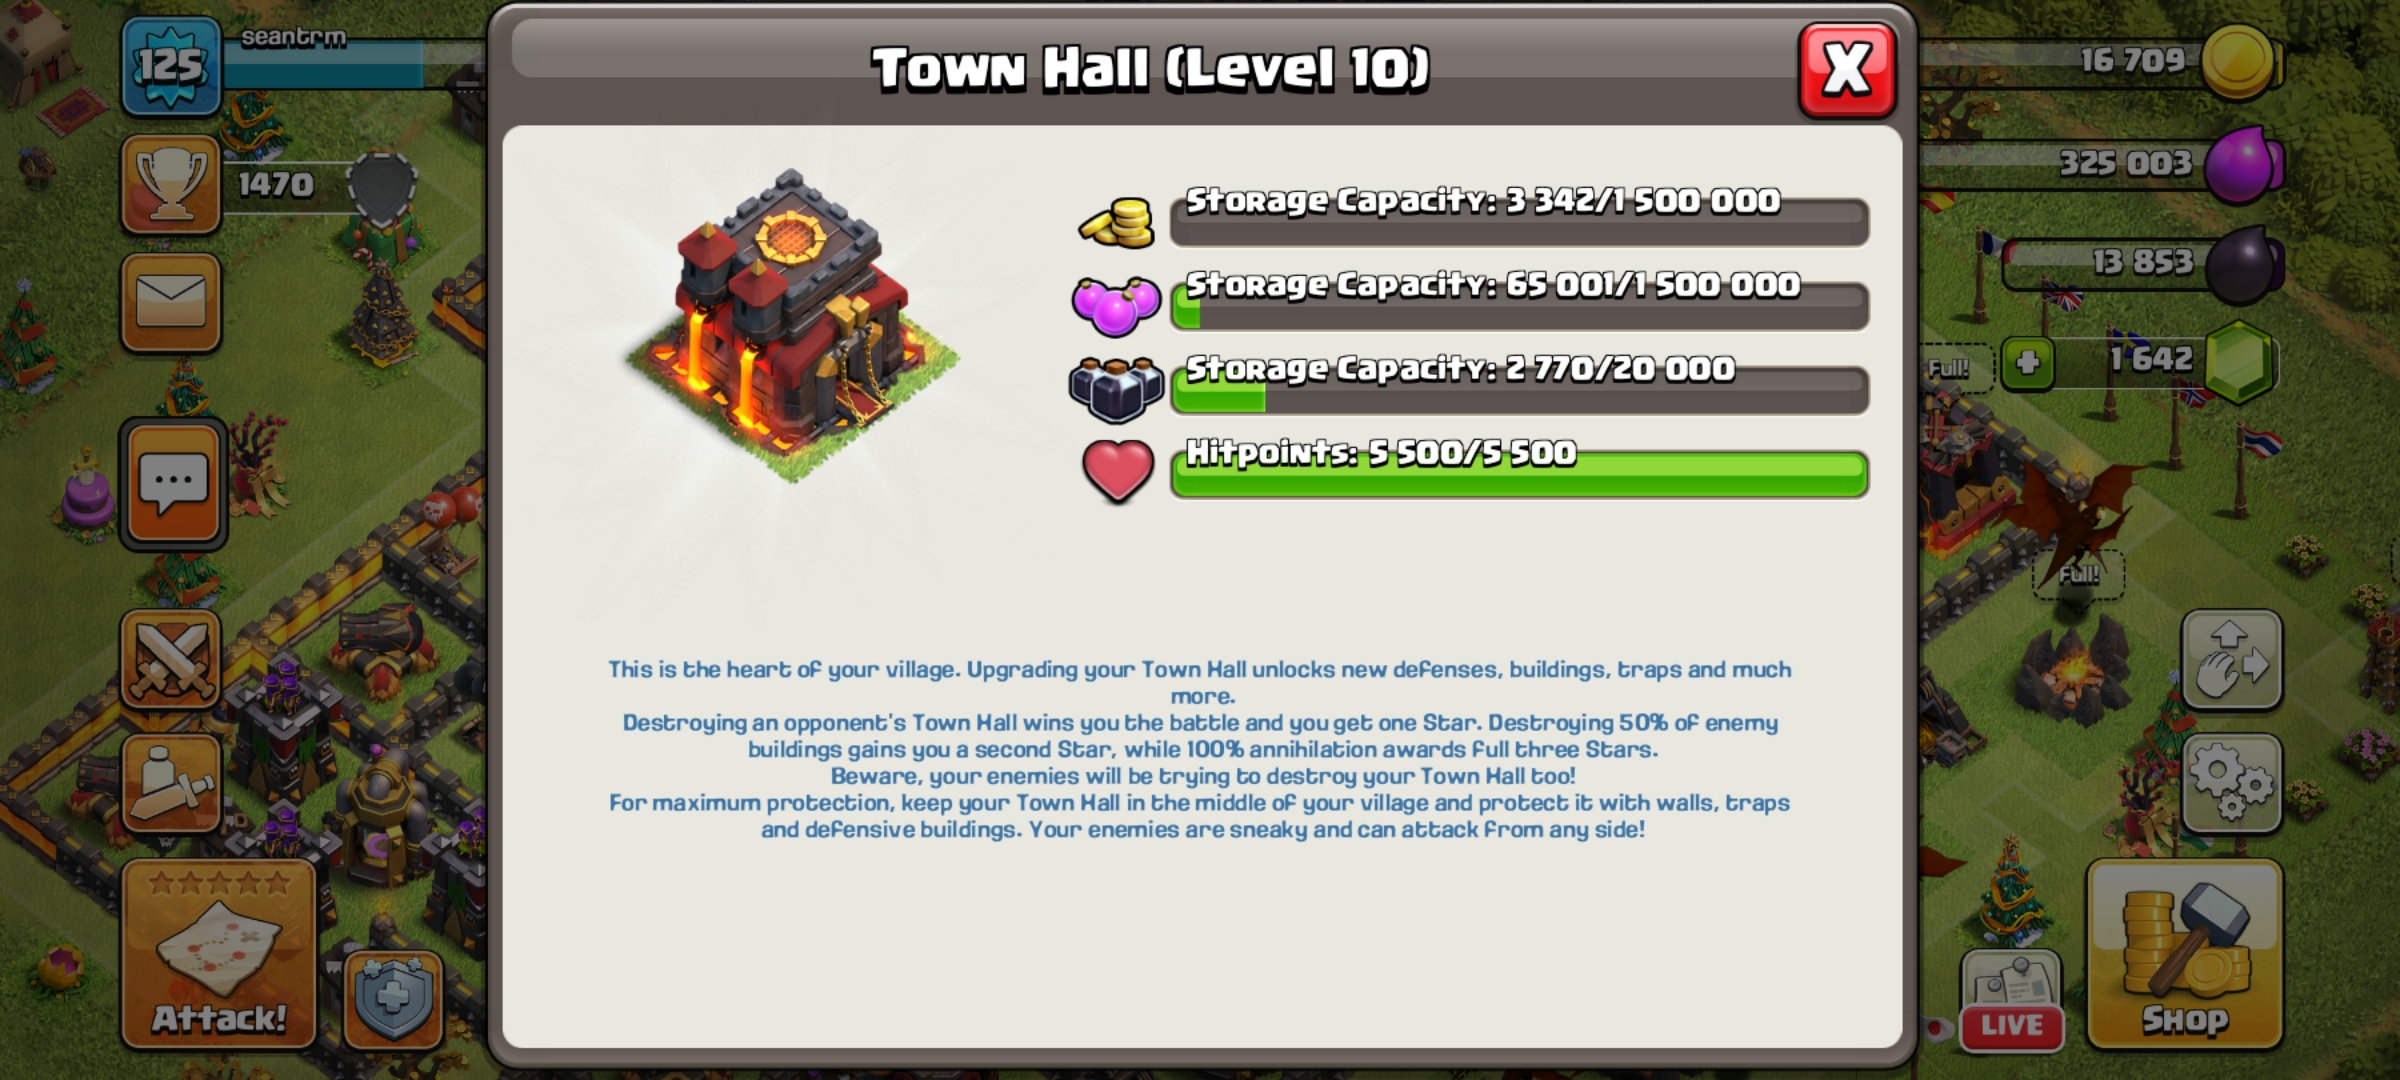 125
seantrm
Town Hall (Level 10)
X
16 709
1470
325 003
Storage Capacity: 3 342/1 500 000
Storage Capacity: 65 001/1 500 000
13 853
Storage Capacity: 2 770/20 000
Full!
1 642
Hitpoints: 5 500/5 500
Full!
This is the heart of your village. Upgrading your Town Hall unlocks new defenses, buildings, traps and much
more.
Destroying an opponent's Town Hall wins you the battle and you get one Star. Destroying 50% of enemy
buildings gains you a second Star, while 100% annihilation awards full three Stars.
Beware, your enemies will be trying to destroy your Town Hall too!
For maximum protection, keep your Town Hall in the middle of your village and protect it with walls, traps
and defensive buildings. Your enemies are sneaky and can attack from any side!
Attack!
LIVE
Shop